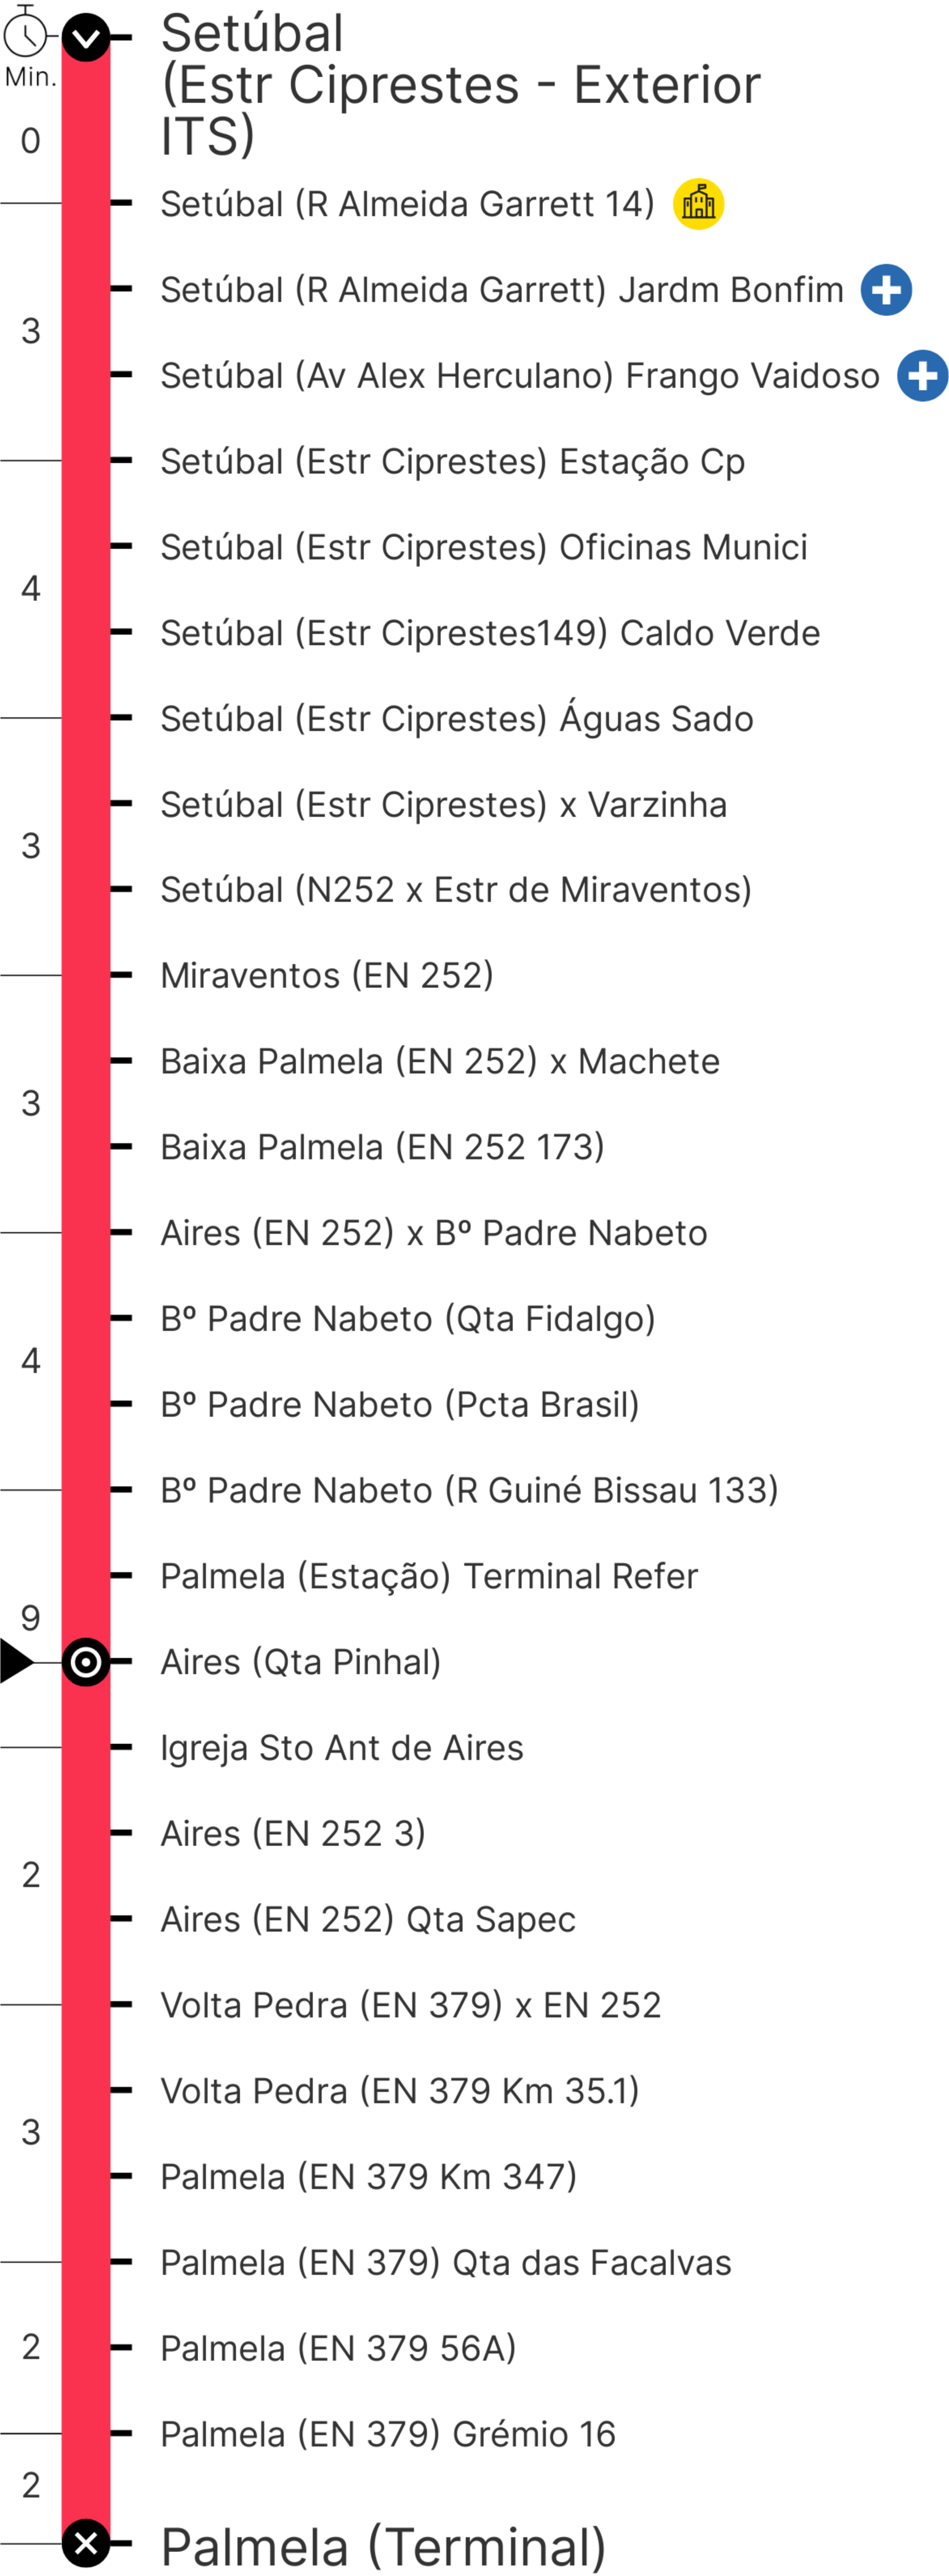 Min.
Setúbal
(Estr Ciprestes - Exterior
ITS)
0
Setúbal (R Almeida Garrett 14)
Setúbal (R Almeida Garrett) Jardm Bonfim
3
Setúbal (Av Alex Herculano) Frango Vaidoso
Setúbal (Estr Ciprestes) Estação Cp
Setúbal (Estr Ciprestes) Oficinas Munici
4
Setúbal (Estr Ciprestes149) Caldo Verde
Setúbal (Estr Ciprestes) Águas Sado
Setúbal (Estr Ciprestes) x Varzinha
3
Setúbal (N252 x Estr de Miraventos)
Miraventos (EN 252)
Baixa Palmela (EN 252) x Machete
3
Baixa Palmela (EN 252 173)
Aires (EN 252) x Bº Padre Nabeto
Bº Padre Nabeto (Qta Fidalgo)
4
Bº Padre Nabeto (Pcta Brasil)
Bº Padre Nabeto (R Guiné Bissau 133)
Palmela (Estação) Terminal Refer
9
Aires (Qta Pinhal)
Igreja Sto Ant de Aires
Aires (EN 252 3)
2
Aires (EN 252) Qta Sapec
Volta Pedra (EN 379) x EN 252
Volta Pedra (EN 379 Km 35.1)
3
Palmela (EN 379 Km 347)
Palmela (EN 379) Qta das Facalvas
2
Palmela (EN 379 56A)
Palmela (EN 379) Grémio 16
2
Palmela (Terminal)